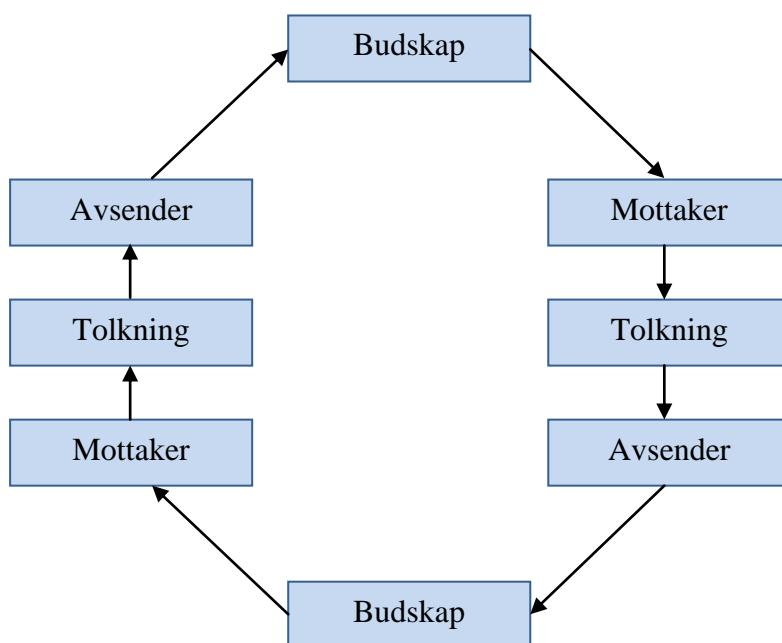 Budskap
Avsender
Mottaker
Tolkning
Tolkning
Mottaker
Avsender
Budskap